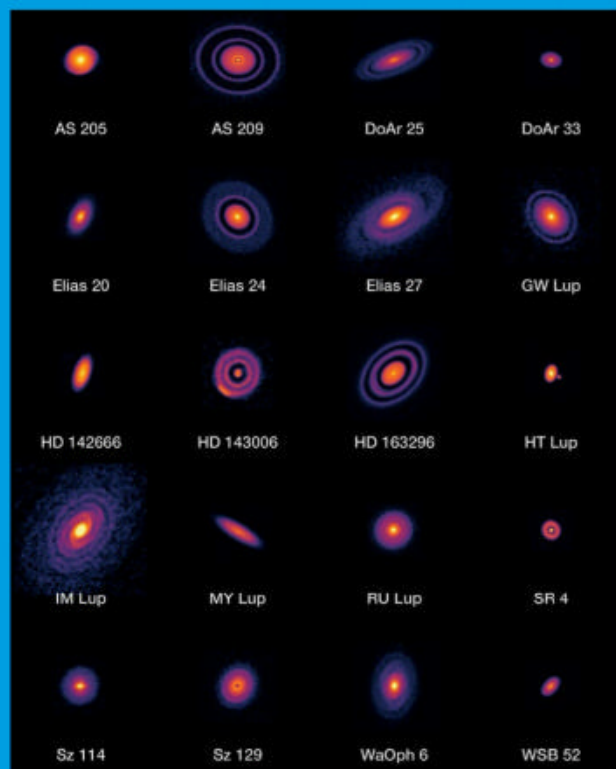 AS 205 AS 209 DoAr 25 DoAr 33
Elias 20 Elias 24 Elias 27 GW Lup
HD 142666 HD 143006 HD 163296 HT Lup
IM Lup MY Lup RU Lup SR 4
Sz 114 Sz 129 WaOph 6 WSB 52